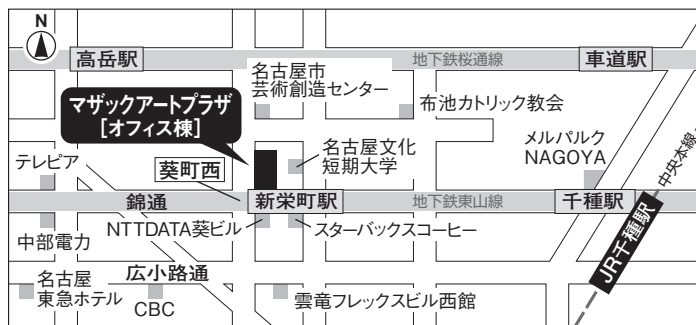 N
高岳駅
地下鉄桜通線
車道駅
名古屋市
芸術創造センター
布池カトリック教会
マザックアートプラザ
[オフィス棟]
メルパルク
NAGOYA
中央本線
名古屋文化
短期大学
テレピア
葵町西
錦通
新栄町駅
地下鉄東山線
千種駅
JR千種駅
中部電力
NTTDATA葵ビル
スターバックスコーヒー
広小路通
名古屋
東急ホテル
CBC
雲竜フレックスビル西館